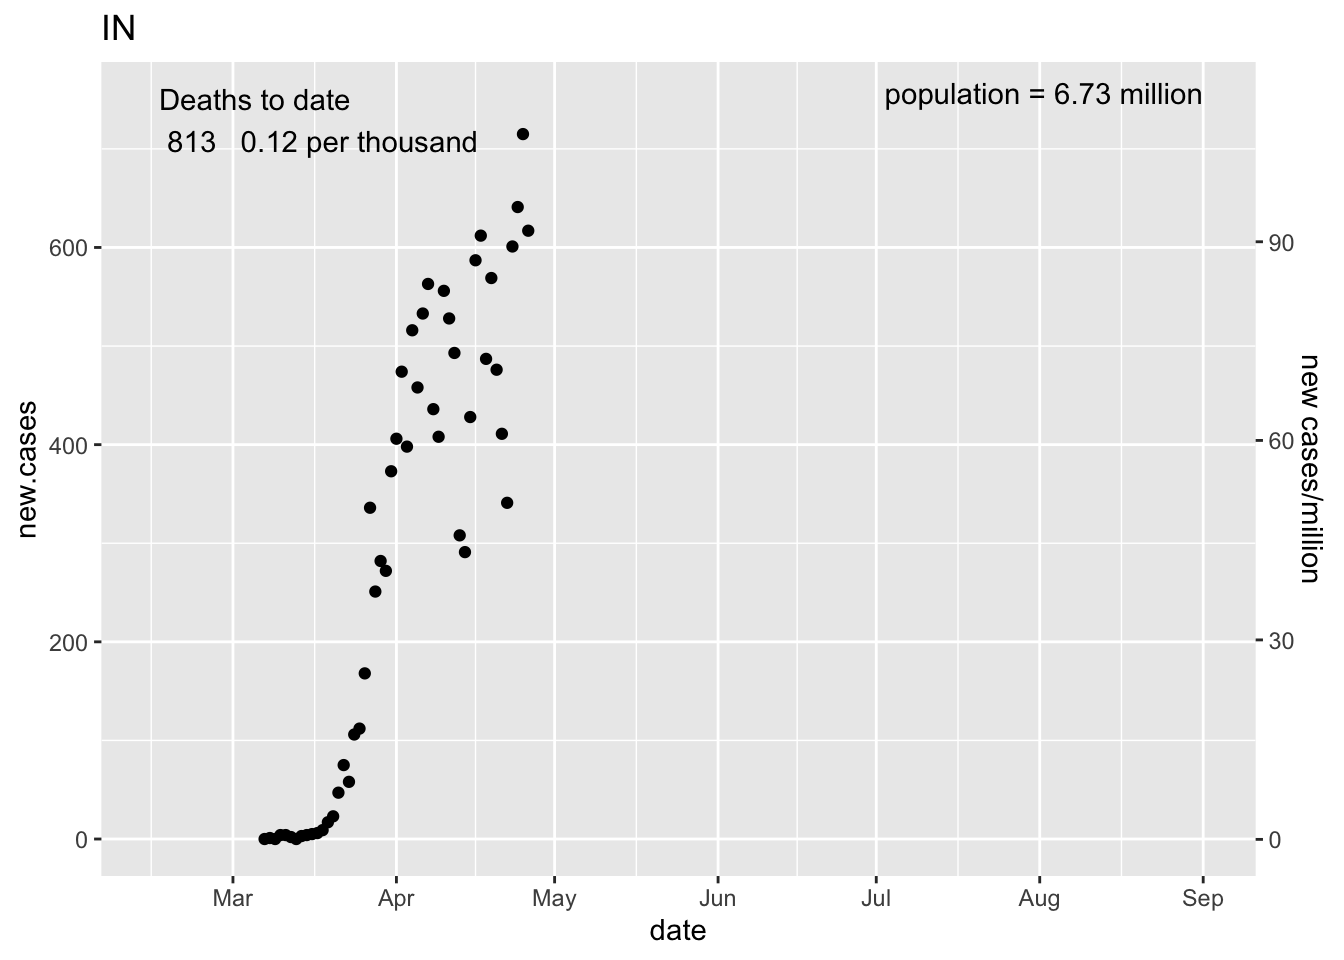 IN
Deaths to date
813 0.12 per thousand
population = 6.73 million
new.cases
600
400
200
0
90
60
30
0
new cases/million
Mar Apr May Jun Jul Aug Sep
date